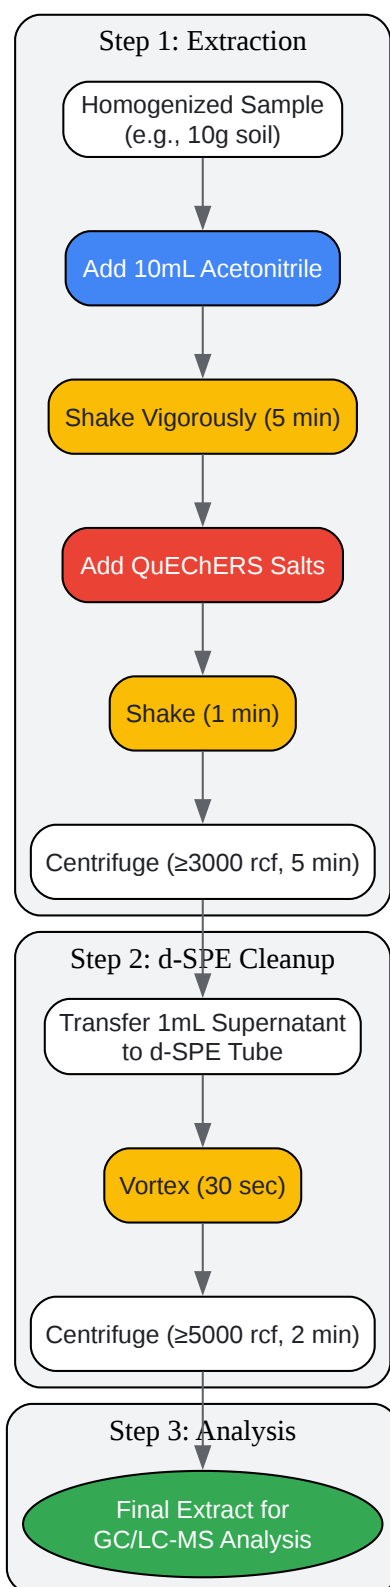 Step 1: Extraction
Homogenized Sample
(e.g., 10g soil)
Add 10mL Acetonitrile
Shake Vigorously (5 min)
Add QuEChERS Salts
Shake (1 min)
Centrifuge (≥3000 rcf, 5 min)
Step 2: d-SPE Cleanup
Transfer 1mL Supernatant
to d-SPE Tube
Vortex (30 sec)
Centrifuge (≥5000 rcf, 2 min)
Step 3: Analysis
Final Extract for
GC/LC-MS Analysis